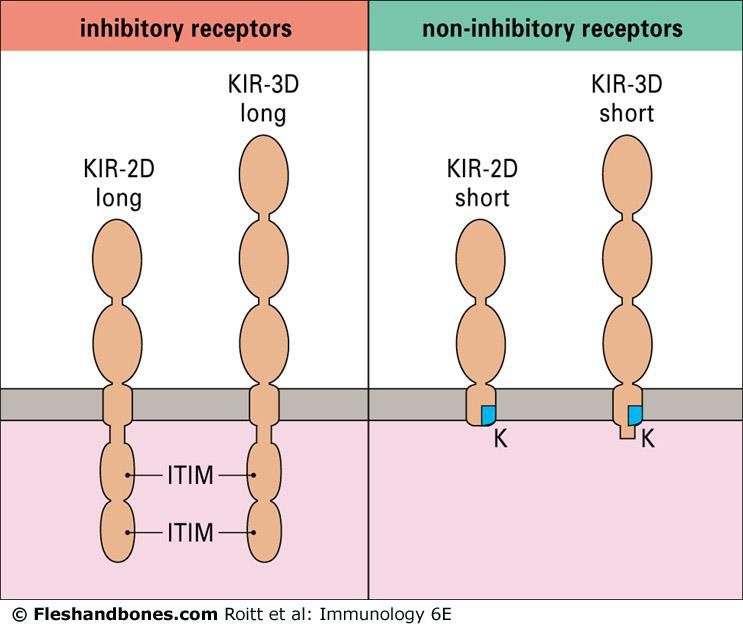 inhibitory receptors
non-inhibitory receptors
KIR-2D
long
KIR-3D
long
KIR-2D
short
KIR-3D
short
K
K
ITIM
ITIM
© Fleshandbones.com Roitt et al: Immunology 6E